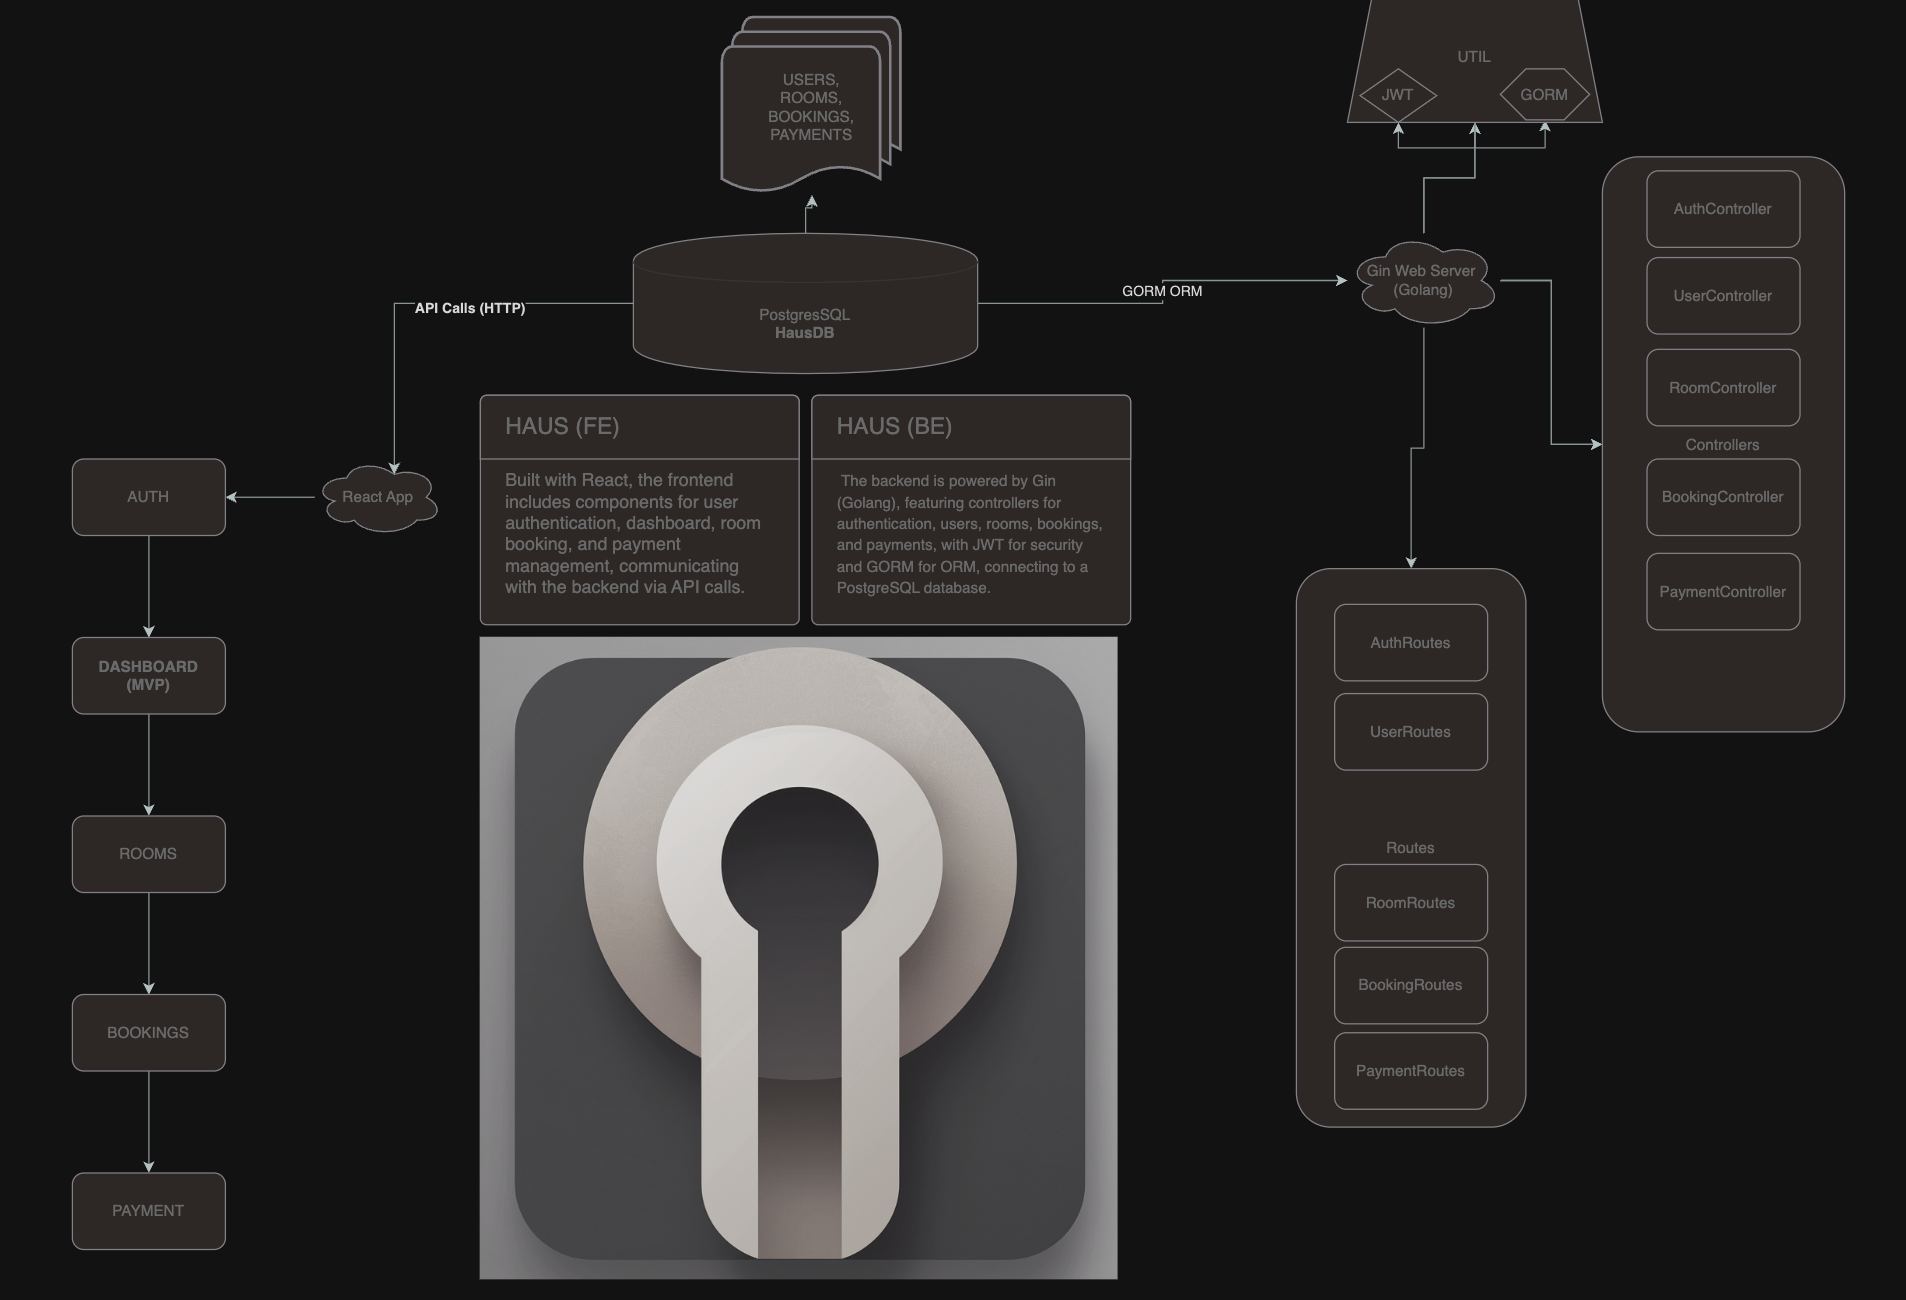 USERS,
ROOMS,
BOOKINGS,
PAYMENTS
UTIL
JWT
GORM
API Calls (HTTP)
PostgresSQL
HausDB
GORM ORM
Gin Web Server
(Golang)
AuthController
UserController
RoomController
Controllers
BookingController
PaymentController
React App
AUTH
DASHBOARD
(MVP)
ROOMS
BOOKINGS
PAYMENT
HAUS (FE)
Built with React, the frontend
includes components for user
authentication, dashboard, room
booking, and payment
management, communicating
with the backend via API calls.
HAUS (BE)
The backend is powered by Gin
(Golang), featuring controllers for
authentication, users, rooms, bookings,
and payments, with JWT for security
and GORM for ORM, connecting to a
PostgreSQL database.
AuthRoutes
UserRoutes
Routes
RoomRoutes
BookingRoutes
PaymentRoutes